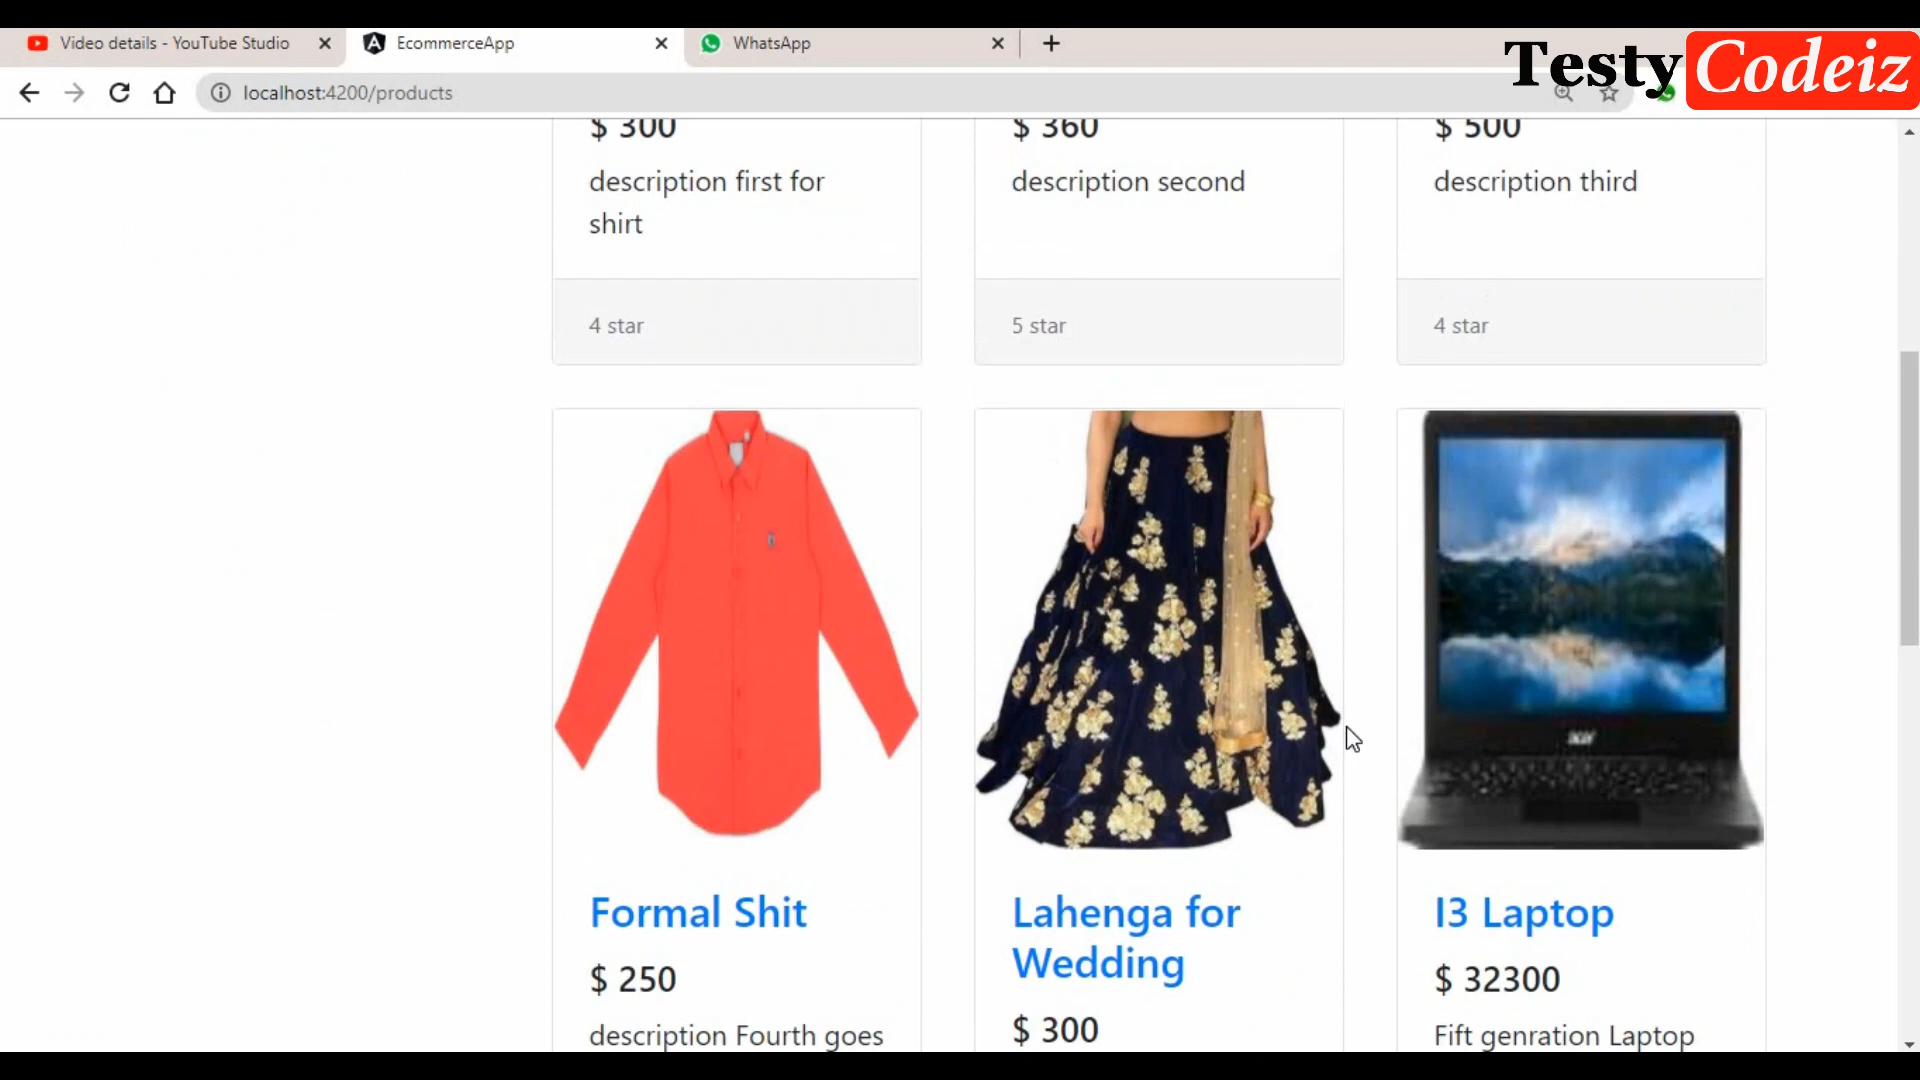 Video details - YouTube Studio
EcommerceApp
WhatsApp
Testy Codeiz
localhost:4200/products
$ 300
$ 360
$ 500
description first for
shirt
description second
description third
4 star
5 star
4 star
acer
Formal Shit
Lahenga for
Wedding
I3 Laptop
$ 250
$ 300
$ 32300
description Fourth goes
Fift genration Laptop